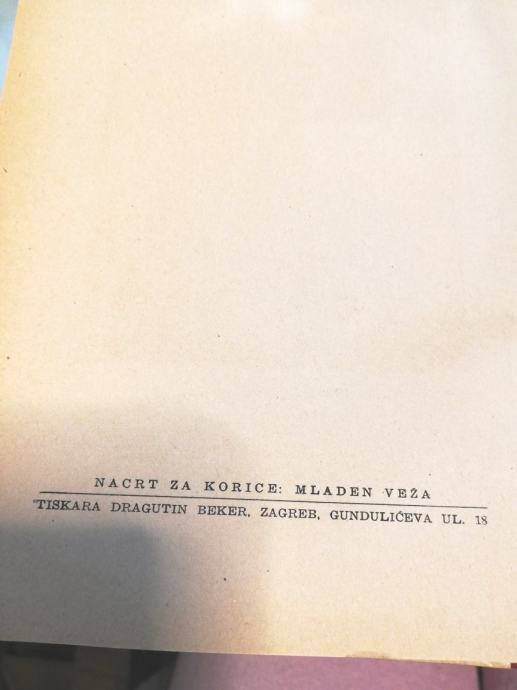 NACRT ZA KORICE: MLADEN VEŽA
TISKARA DRAGUTIN BEKER, ZAGREB, GUNDULIĆEVA UL. 18